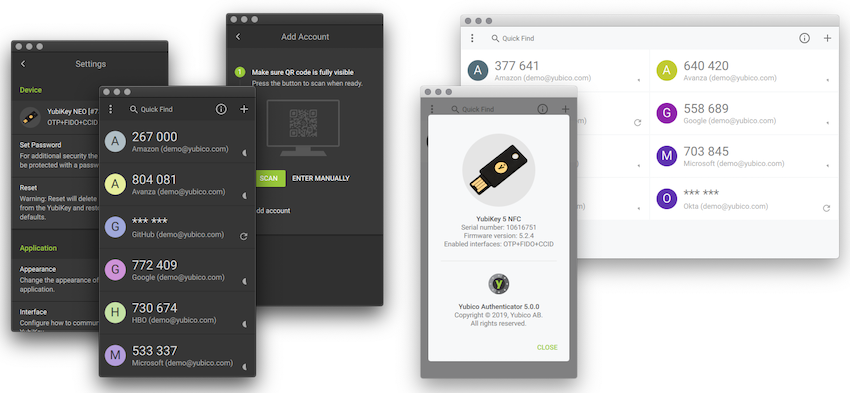 Settings
Device
YubiKey NEO [#7
OTP+FIDO+CCID
Set Password
For additional security the
be protected with a passw
Reset
Warning: Reset will delete
from the YubiKey and resto
defaults.
Application
Appearance
Change the appearance of
application.
Interface
Configure how to commu
YubiKey
Quick Find
A
267 000
Amazon (demo@yubico.com)
A
804 081
Avanza (demo@yubico.com)
G
*** ***
GitHub (demo@yubico.com)
G
772 409
Google (demo@yubico.com)
H
730 674
HBO (demo@yubico.com)
M
533 337
Microsoft (demo@yubico.com)
Add Account
1
Make sure QR code is fully visible
Press the button to scan when ready.
SCAN
ENTER MANUALLY
dd account
Quick Find
A
377 641
Amazon (demo@yubico.com)
A
640 420
Avanza (demo@yubico.com)
G
558 689
Google (demo@yubico.com)
M
703 845
Microsoft (demo@yubico.com)
O
*** ***
Okta (demo@yubico.com)
Quick Find
Y
YubiKey 5 NFC
Serial number: 10616751
Firmware version: 5.2.4
Enabled interfaces: OTP+FIDO+CCID
y
Yubico Authenticator 5.0.0
Copyright © 2019, Yubico AB.
All rights reserved.
CLOSE